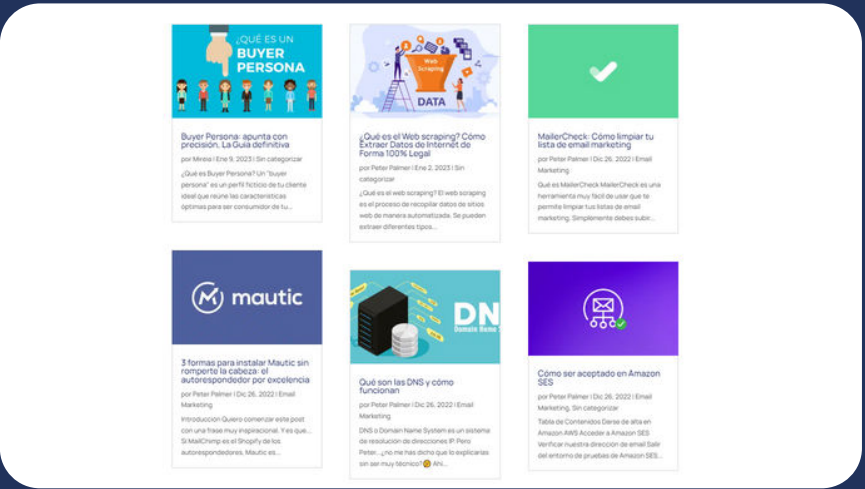 ¿QUÉ ES UN
BUYER
PERSONA
Buyer Persona: apunta con
precisión. La Guía definitiva
por Mireia | Ene 9, 2023 | Sin categorizar
¿Qué es Buyer Persona? Un "buyer
persona" es un perfil ficticio de tu cliente
ideal que reúne las características
óptimas para ser consumidor de tu...
Web
Scraping
DATA
¿Qué es el Web scraping? Cómo
Extraer Datos de Internet de
Forma 100% Legal
por Peter Palmer | Ene 2, 2023 | Sin
categorizar
¿Qué es el web scraping? El web scraping
es el proceso de recopilar datos de sitios
web de manera automatizada. Se pueden
extraer diferentes tipos...
MailerCheck: Cómo limpiar tu
lista de email marketing
por Peter Palmer | Dic 26, 2022 | Email
Marketing
Qué es MailerCheck MailerCheck es una
herramienta muy fácil de usar que te
permite limpiar tus listas de email
marketing. Simplemente debes subir...
mautic
3 formas para instalar Mautic sin
romperte la cabeza: el
autorespondedor por excelencia
por Peter Palmer | Dic 26, 2022 | Email
Marketing
Introducción Quiero comenzar este post
con una frase muy inspiracional. Y es que...
Si MailChimp es el Shopify de los
autorespondedores, Mautic es...
DN
Domain Name S
Qué son las DNS y cómo
funcionan
por Peter Palmer | Dic 26, 2022 | Email
Marketing
DNS o Domain Name System es un sistema
de resolución de direcciones IP. Pero
Peter... ¿no me has dicho que lo explicarías
sin ser muy técnico?🤔 Ahí...
Cómo ser aceptado en Amazon
SES
por Peter Palmer | Dic 26, 2022 | Email
Marketing, Sin categorizar
Tabla de Contenidos Darse de alta en
Amazon AWS Acceder a Amazon SES
Verificar nuestra dirección de email Salir
del entorno de pruebas de Amazon SES...